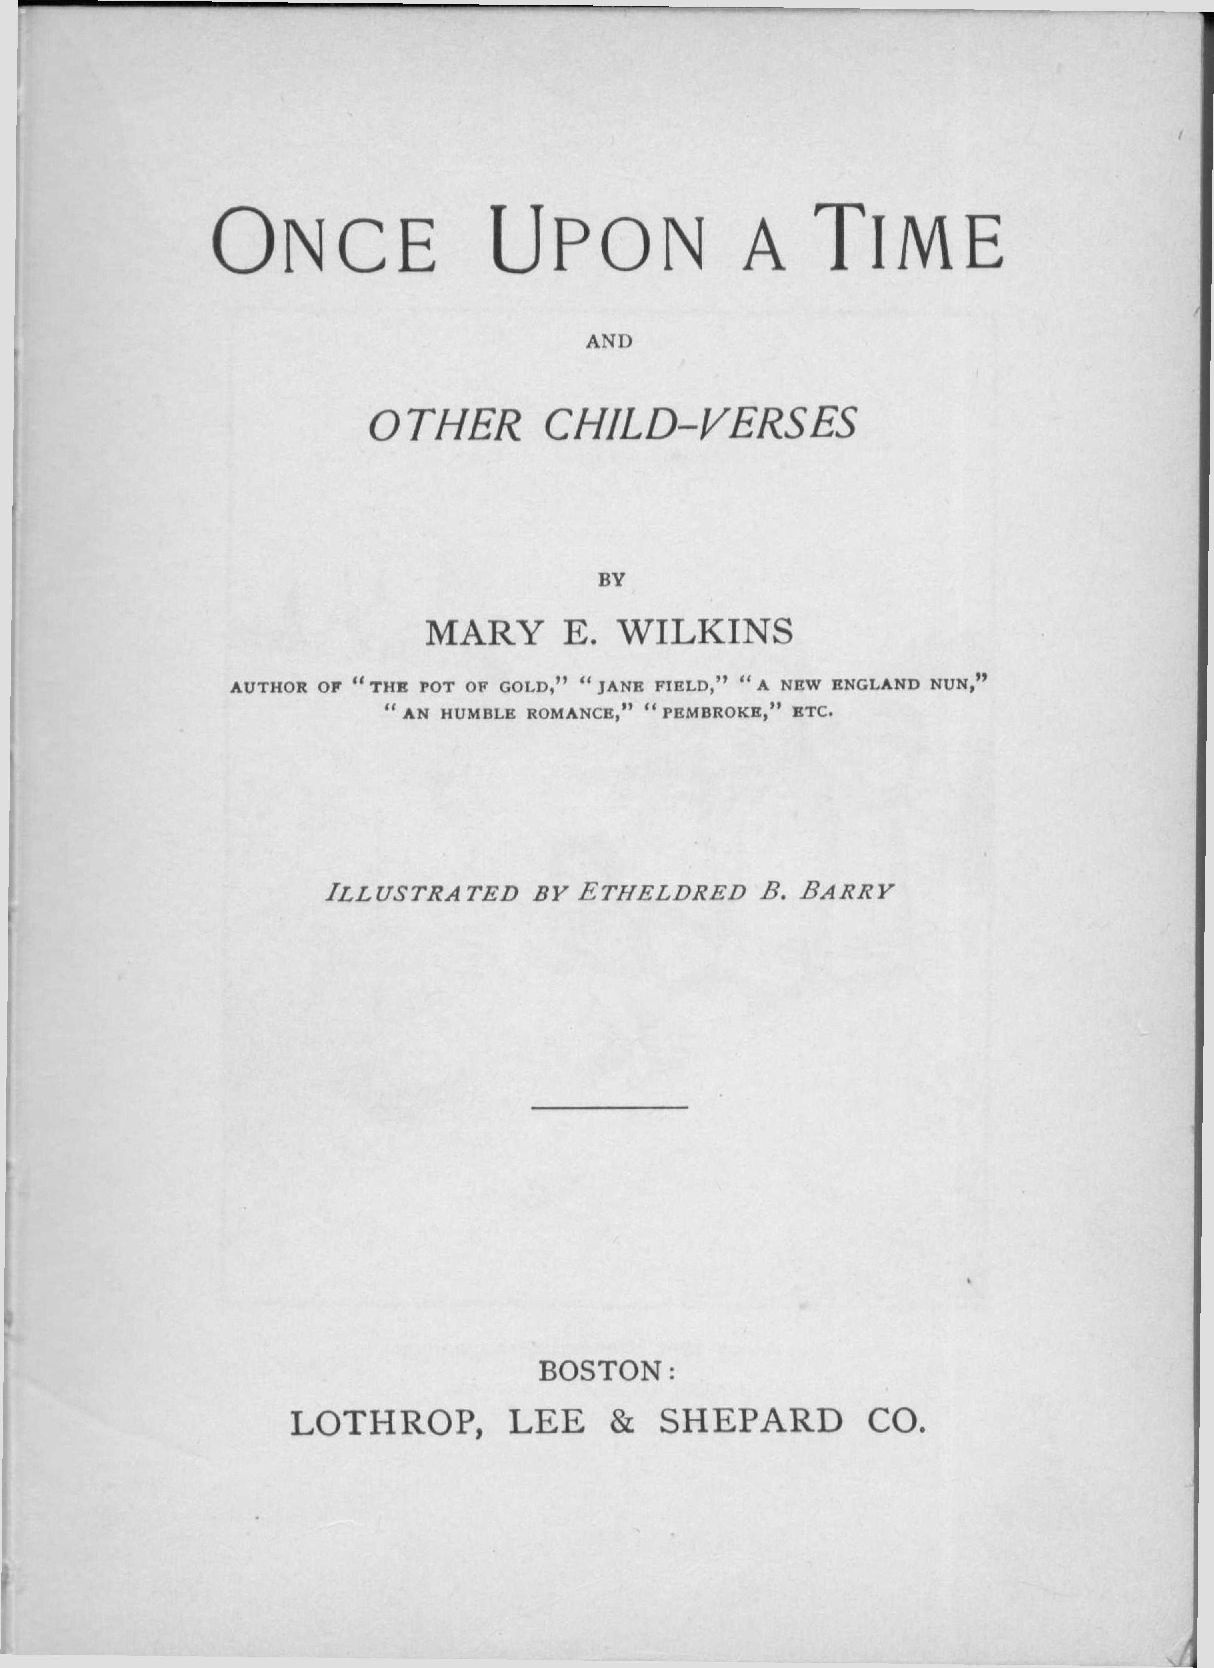 ONCE UPON A TIME
AND
OTHER CHILD-VERSES
BY
MARY E. WILKINS
AUTHOR OF "THE POT OF GOLD," "JANE FIELD," "A NEW ENGLAND NUN,"
"AN HUMBLE ROMANCE," "PEMBROKE," ETC.
ILLUSTRATED BY ETHELDRED B. BARRY
BOSTON:
LOTHROP, LEE & SHEPARD CO.